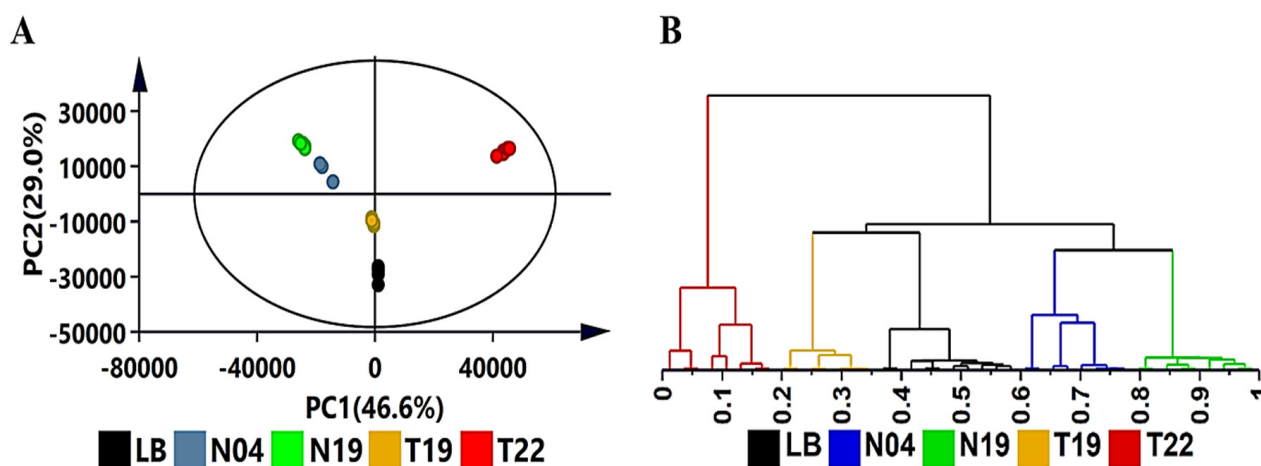 A
B
PC2(29.0%)
30000
10000
-10000
-30000
-50000
-80000 -40000 0 40000
PC1(46.6%)
LB N04 N19 T19 T22
0 0.1 0.2 0.3 0.4 0.5 0.6 0.7 0.8 0.9 1
LB N04 N19 T19 T22